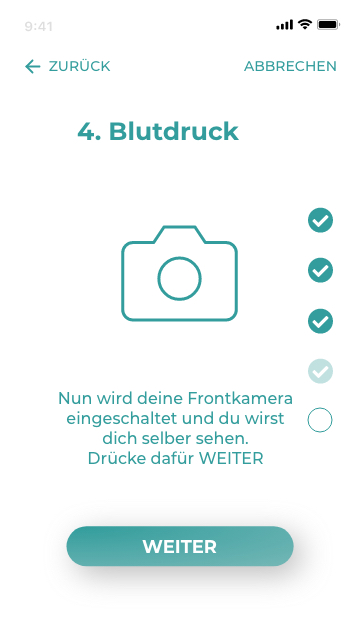 9:41
ZURÜCK
ABBRECHEN
4. Blutdruck
Nun wird deine Frontkamera
eingeschaltet und du wirst
dich selber sehen.
Drücke dafür WEITER
WEITER